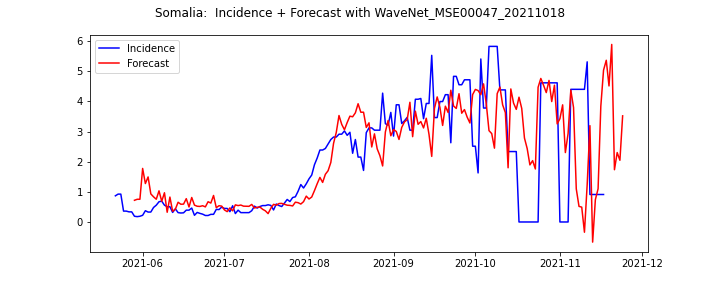 Somalia:  Incidence + Forecast with WaveNet_MSE00047_20211018
Incidence
Forecast
6
5
4
3
2
1
0
2021-06 2021-07 2021-08 2021-09 2021-10 2021-11 2021-12